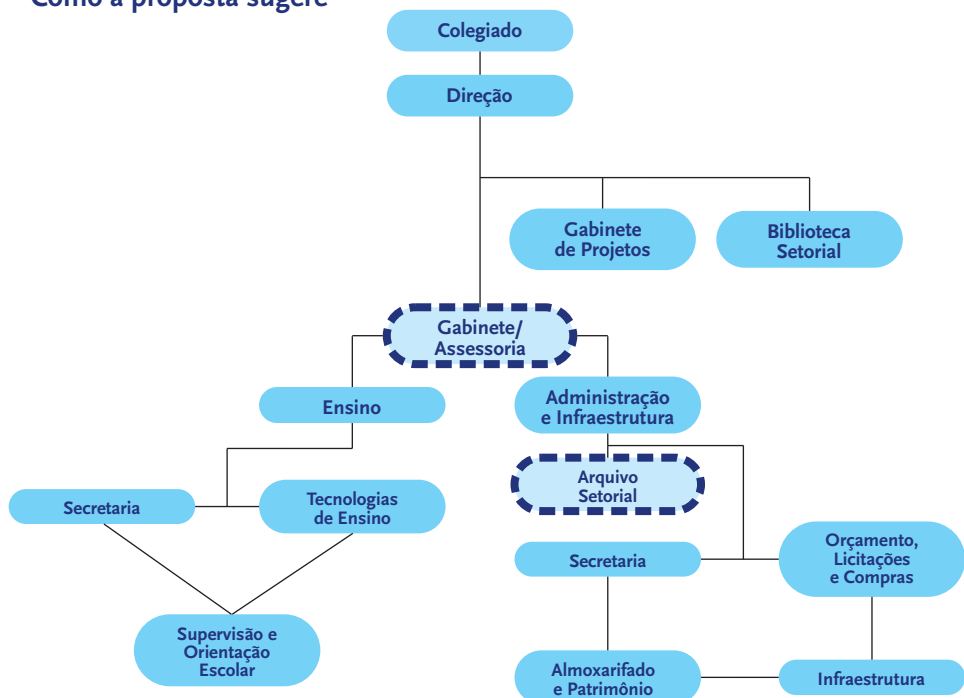 Como a proposta sugere
Colegiado
Direção
Gabinete
de Projetos
Biblioteca
Setorial
Gabinete/
Assessoria
Ensino
Administração
e Infraestrutura
Arquivo
Setorial
Secretaria
Tecnologias
de Ensino
Secretaria
Orçamento,
Licitações
e Compras
Supervisão e
Orientação
Escolar
Almoxarifado
e Patrimônio
Infraestrutura